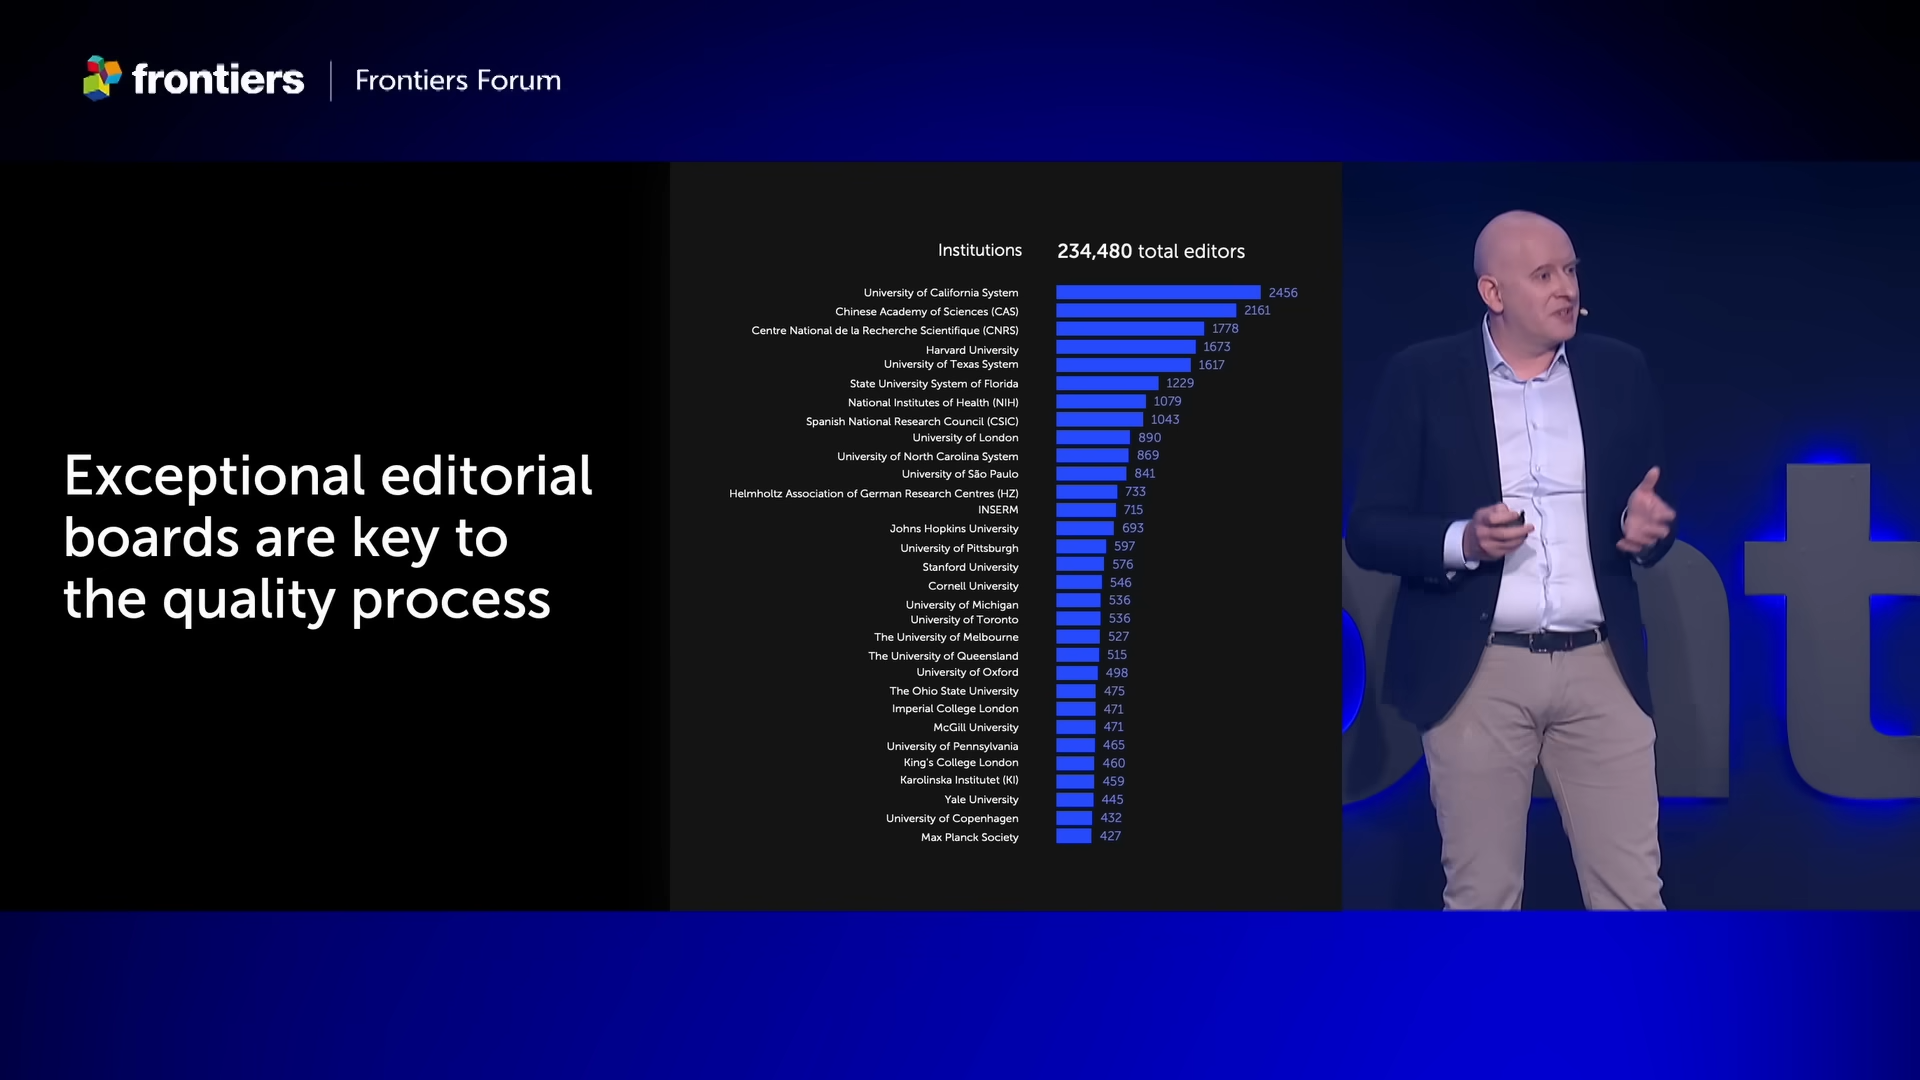 frontiers | Frontiers Forum
Exceptional editorial
boards are key to
the quality process
Institutions 234,480 total editors
University of California System 2456
Chinese Academy of Sciences (CAS) 2161
Centre National de la Recherche Scientifique (CNRS) 1778
Harvard University 1673
University of Texas System 1617
State University System of Florida 1229
National Institutes of Health (NIH) 1079
Spanish National Research Council (CSIC) 1043
University of London 890
University of North Carolina System 869
University of São Paulo 841
Helmholtz Association of German Research Centres (HZ) 733
INSERM 715
Johns Hopkins University 693
University of Pittsburgh 597
Stanford University 576
Cornell University 546
University of Michigan 536
University of Toronto 536
The University of Melbourne 527
The University of Queensland 515
University of Oxford 498
The Ohio State University 475
Imperial College London 471
McGill University 471
University of Pennsylvania 465
King's College London 460
Karolinska Institutet (KI) 459
Yale University 445
University of Copenhagen 432
Max Planck Society 427